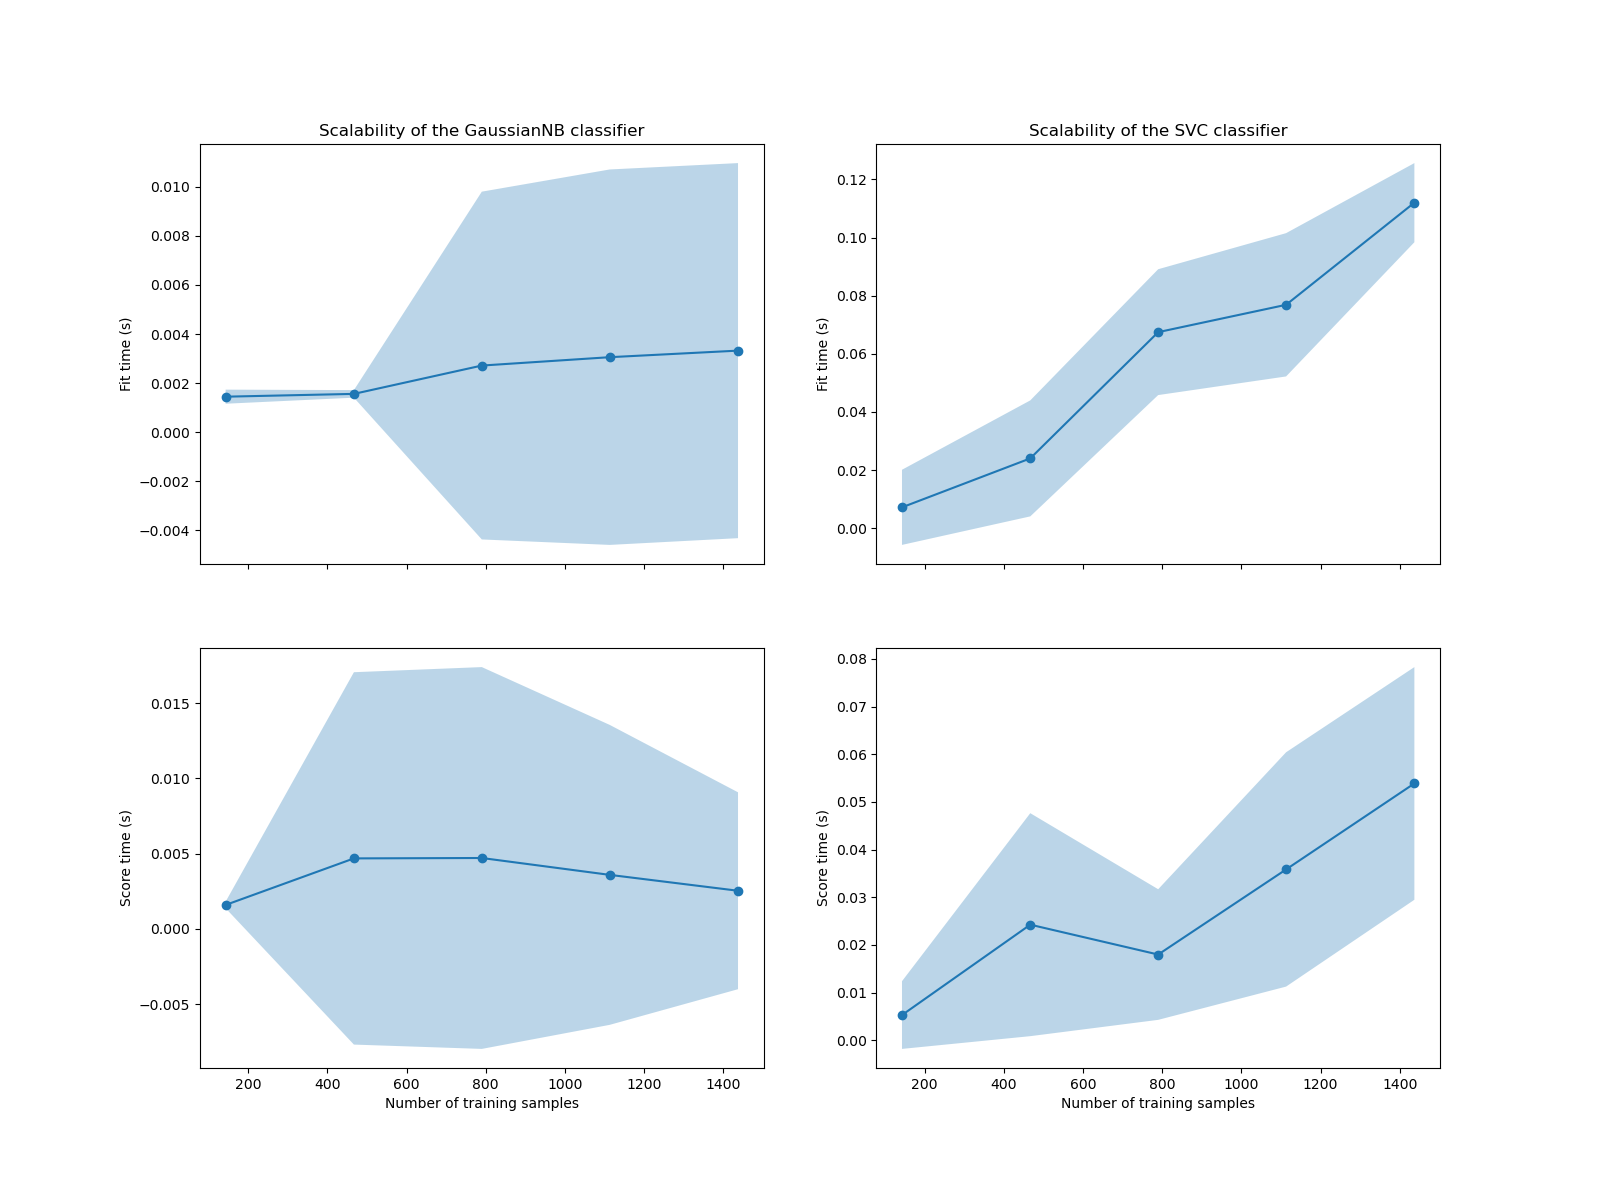 Scalability of the GaussianNB classifier
0.010
0.008
0.006
0.004
0.002
0.000
−0.002
−0.004
Fit time (s)
Scalability of the SVC classifier
0.12
0.10
0.08
0.06
0.04
0.02
0.00
Fit time (s)
0.015
0.010
0.005
0.000
−0.005
Score time (s)
200 400 600 800 1000 1200 1400
Number of training samples
0.08
0.07
0.06
0.05
0.04
0.03
0.02
0.01
0.00
Score time (s)
200 400 600 800 1000 1200 1400
Number of training samples